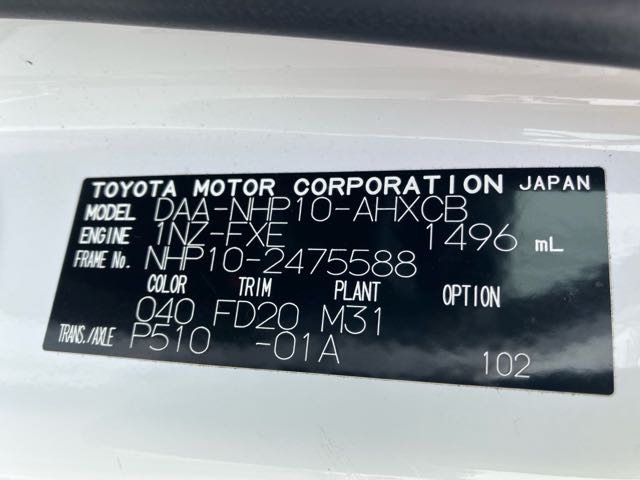 TOYOTA MOTOR CORPORATION JAPAN
MODEL DAA-NHP10-AHXCB
ENGINE 1NZ-FXE 1496 mL
FRAME No. NHP10-2475588
COLOR TRIM PLANT OPTION
040 FD20 M31
TRANS./AXLE P510 -01A
102